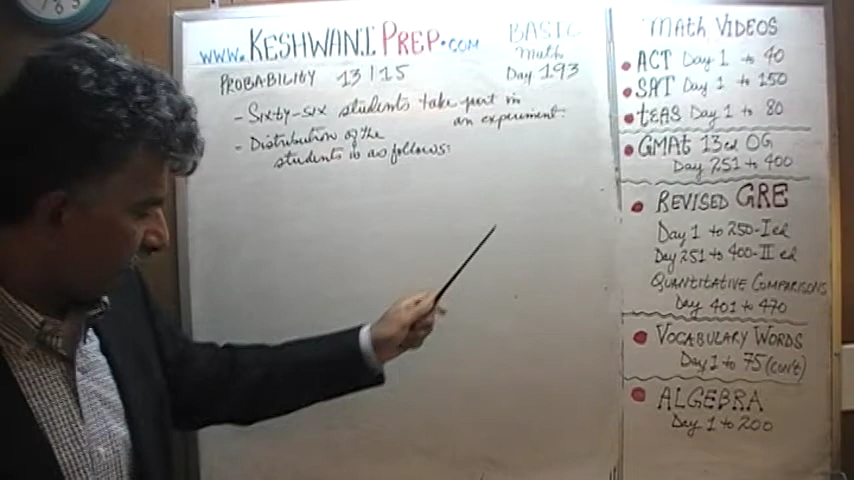 www.KESHWANIPREP.com
BASIC
Math
Day 193
PROBABILITY 13|15
- Sixty-six students take part in
an experiment.
- Distribution of the
students is as follows:
Math VIDEOS
ACT Day 1 to 40
SAT Day 1 to 150
tEAS Day 1 to 80
GMAt 13ed OG
Day 251 to 400
REVISED GRE
Day 1 to 250-I ed
Day 251 to 400-II ed
QUANTITATIVE COMPARISONS
Day 401 to 470
VOCABULARY WORDS
Day 1 to 75 (con't)
ALGEBRA
Day 1 to 200